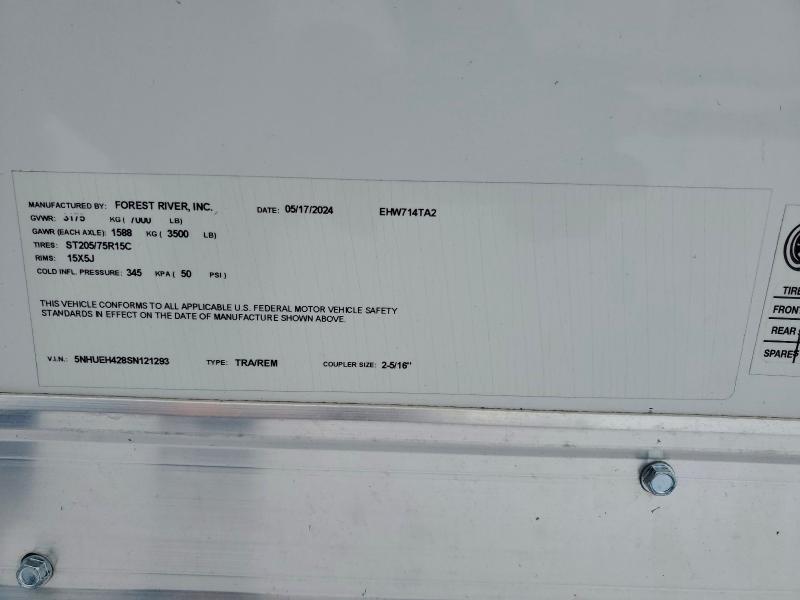 MANUFACTURED BY: FOREST RIVER, INC. DATE: 05/17/2024 EHW714TA2
GVWR: 3175 KG ( 7000 LB)
GAWR (EACH AXLE): 1588 KG ( 3500 LB)
TIRES: ST205/75R15C
RIMS: 15X5J
COLD INFL. PRESSURE: 345 KPA ( 50 PSI)
THIS VEHICLE CONFORMS TO ALL APPLICABLE U.S. FEDERAL MOTOR VEHICLE SAFETY
STANDARDS IN EFFECT ON THE DATE OF MANUFACTURE SHOWN ABOVE.
V.I.N.: 5NHUEH428SN121293 TYPE: TRA/REM COUPLER SIZE: 2-5/16"
TIRE
FRONT
REAR
SPARE